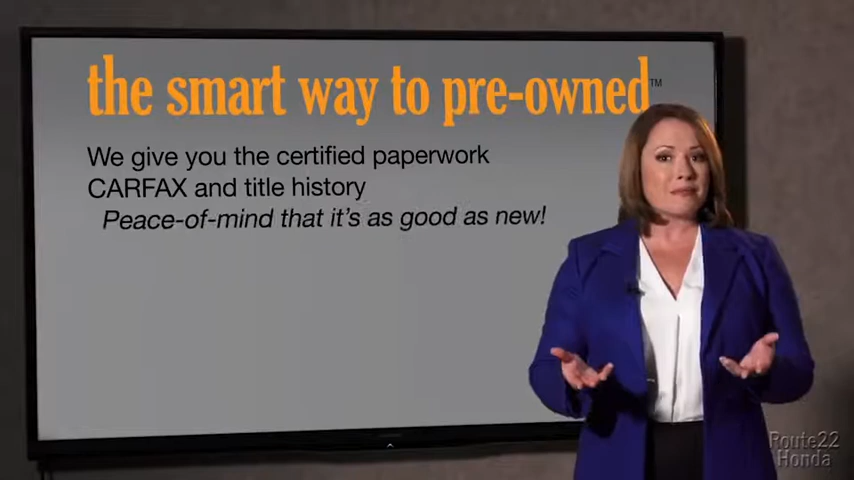 the smart way to pre-owned™
We give you the certified paperwork
CARFAX and title history
Peace-of-mind that it's as good as new!
Route22
Honda